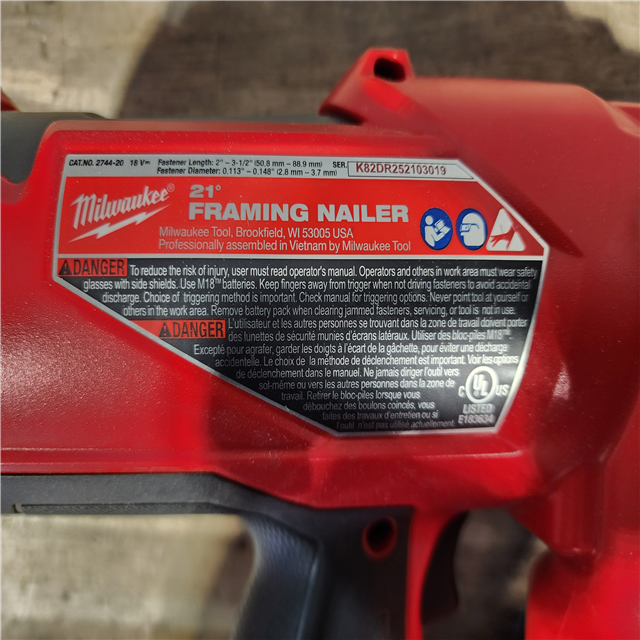 CAT.NO. 2744-20 18 V⎓ Fastener Length: 2" – 3-1/2" (50.8 mm – 88.9 mm) SER. K82DR252103019
Fastener Diameter: 0.113" – 0.148" (2.8 mm – 3.7 mm)
Milwaukee®
21°
FRAMING NAILER
Milwaukee Tool, Brookfield, WI 53005 USA
Professionally assembled in Vietnam by Milwaukee Tool
DANGER To reduce the risk of injury, user must read operator's manual. Operators and others in work area must wear safety
glasses with side shields. Use M18™ batteries. Keep fingers away from trigger when not driving fasteners to avoid accidental
discharge. Choice of triggering method is important. Check manual for triggering options. Never point tool at yourself or
others in the work area. Remove battery pack when clearing jammed fasteners, servicing, or tool is not in use.
DANGER L'utilisateur et les autres personnes se trouvant dans la zone de travail doivent porter
des lunettes de sécurité munies d'écrans latéraux. Utiliser des bloc-piles M18™.
Excepté pour agrafer, garder les doigts à l'écart de la gâchette, pour éviter une décharge
accidentelle. Le choix de la méthode de déclenchement est important. Voir les options
de déclenchement dans le manuel. Ne jamais diriger l'outil vers
soi-même ou vers les autres personnes dans la zone de
travail. Retirer le bloc-piles lorsque vous
débouchez des boulons coincés, vous
faites des travaux d'entretien ou si
l'outil n'est pas utilisé actuellement.
C UL US
LISTED
E183634